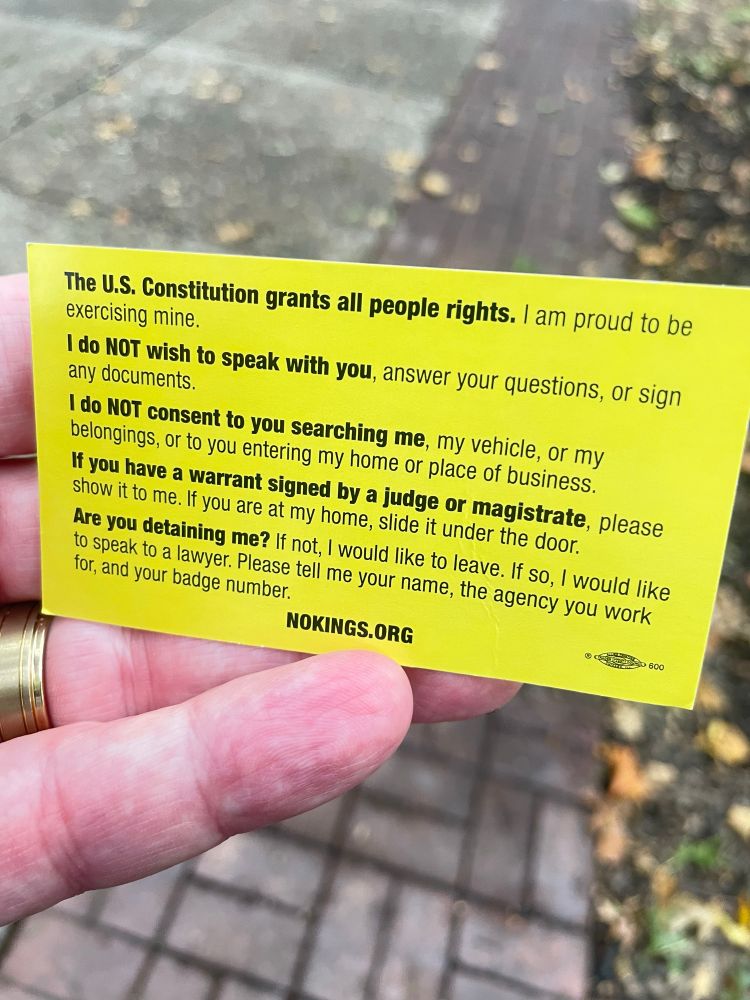 The U.S. Constitution grants all people rights. I am proud to be
exercising mine.
I do NOT wish to speak with you, answer your questions, or sign
any documents.
I do NOT consent to you searching me, my vehicle, or my
belongings, or to you entering my home or place of business.
If you have a warrant signed by a judge or magistrate, please
show it to me. If you are at my home, slide it under the door.
Are you detaining me? If not, I would like to leave. If so, I would like
to speak to a lawyer. Please tell me your name, the agency you work
for, and your badge number.
NOKINGS.ORG
® 600